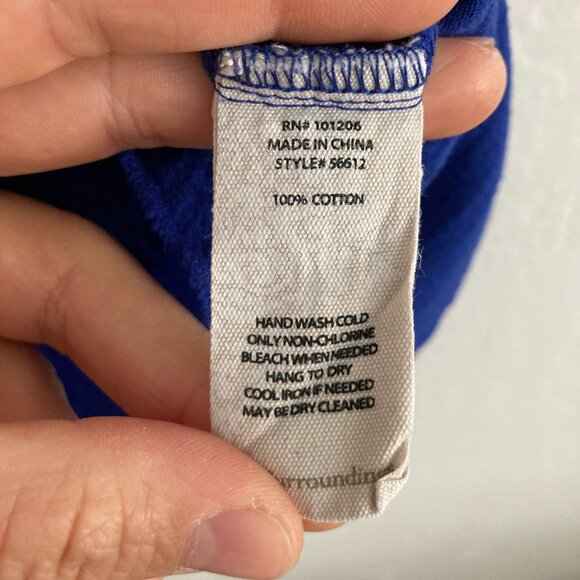 RN# 101206
MADE IN CHINA
STYLE# 56612
100% COTTON
HAND WASH COLD
ONLY NON-CHLORINE
BLEACH WHEN NEEDED
HANG TO DRY
COOL IRON IF NEEDED
MAY BE DRY CLEANED